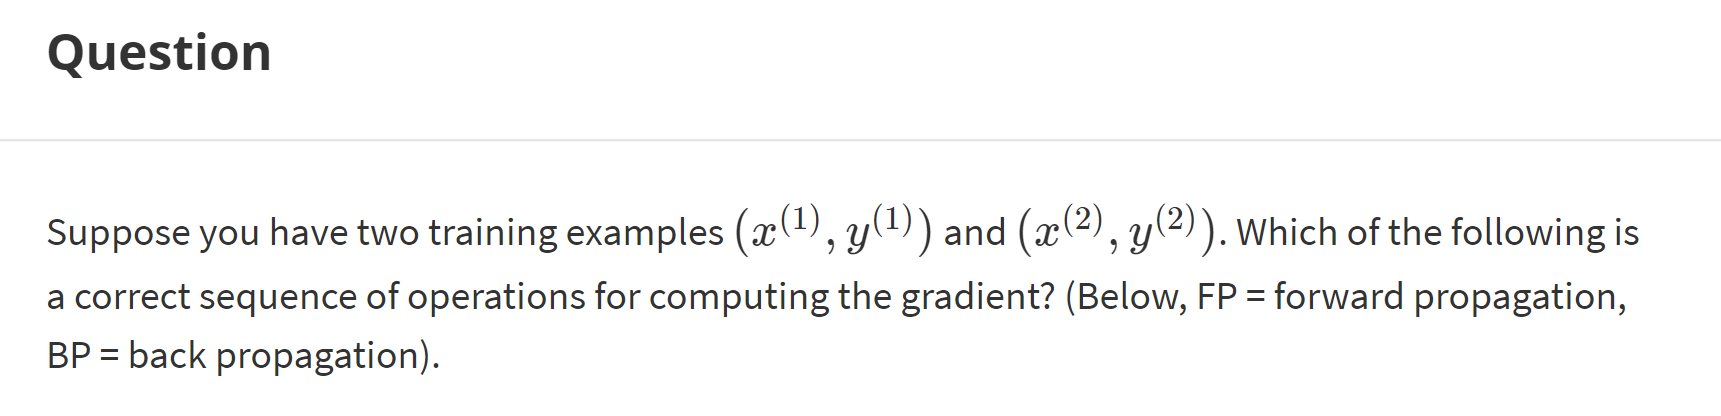 Question
Suppose you have two training examples (x⁽¹⁾, y⁽¹⁾) and (x⁽²⁾, y⁽²⁾). Which of the following is
a correct sequence of operations for computing the gradient? (Below, FP = forward propagation,
BP = back propagation).